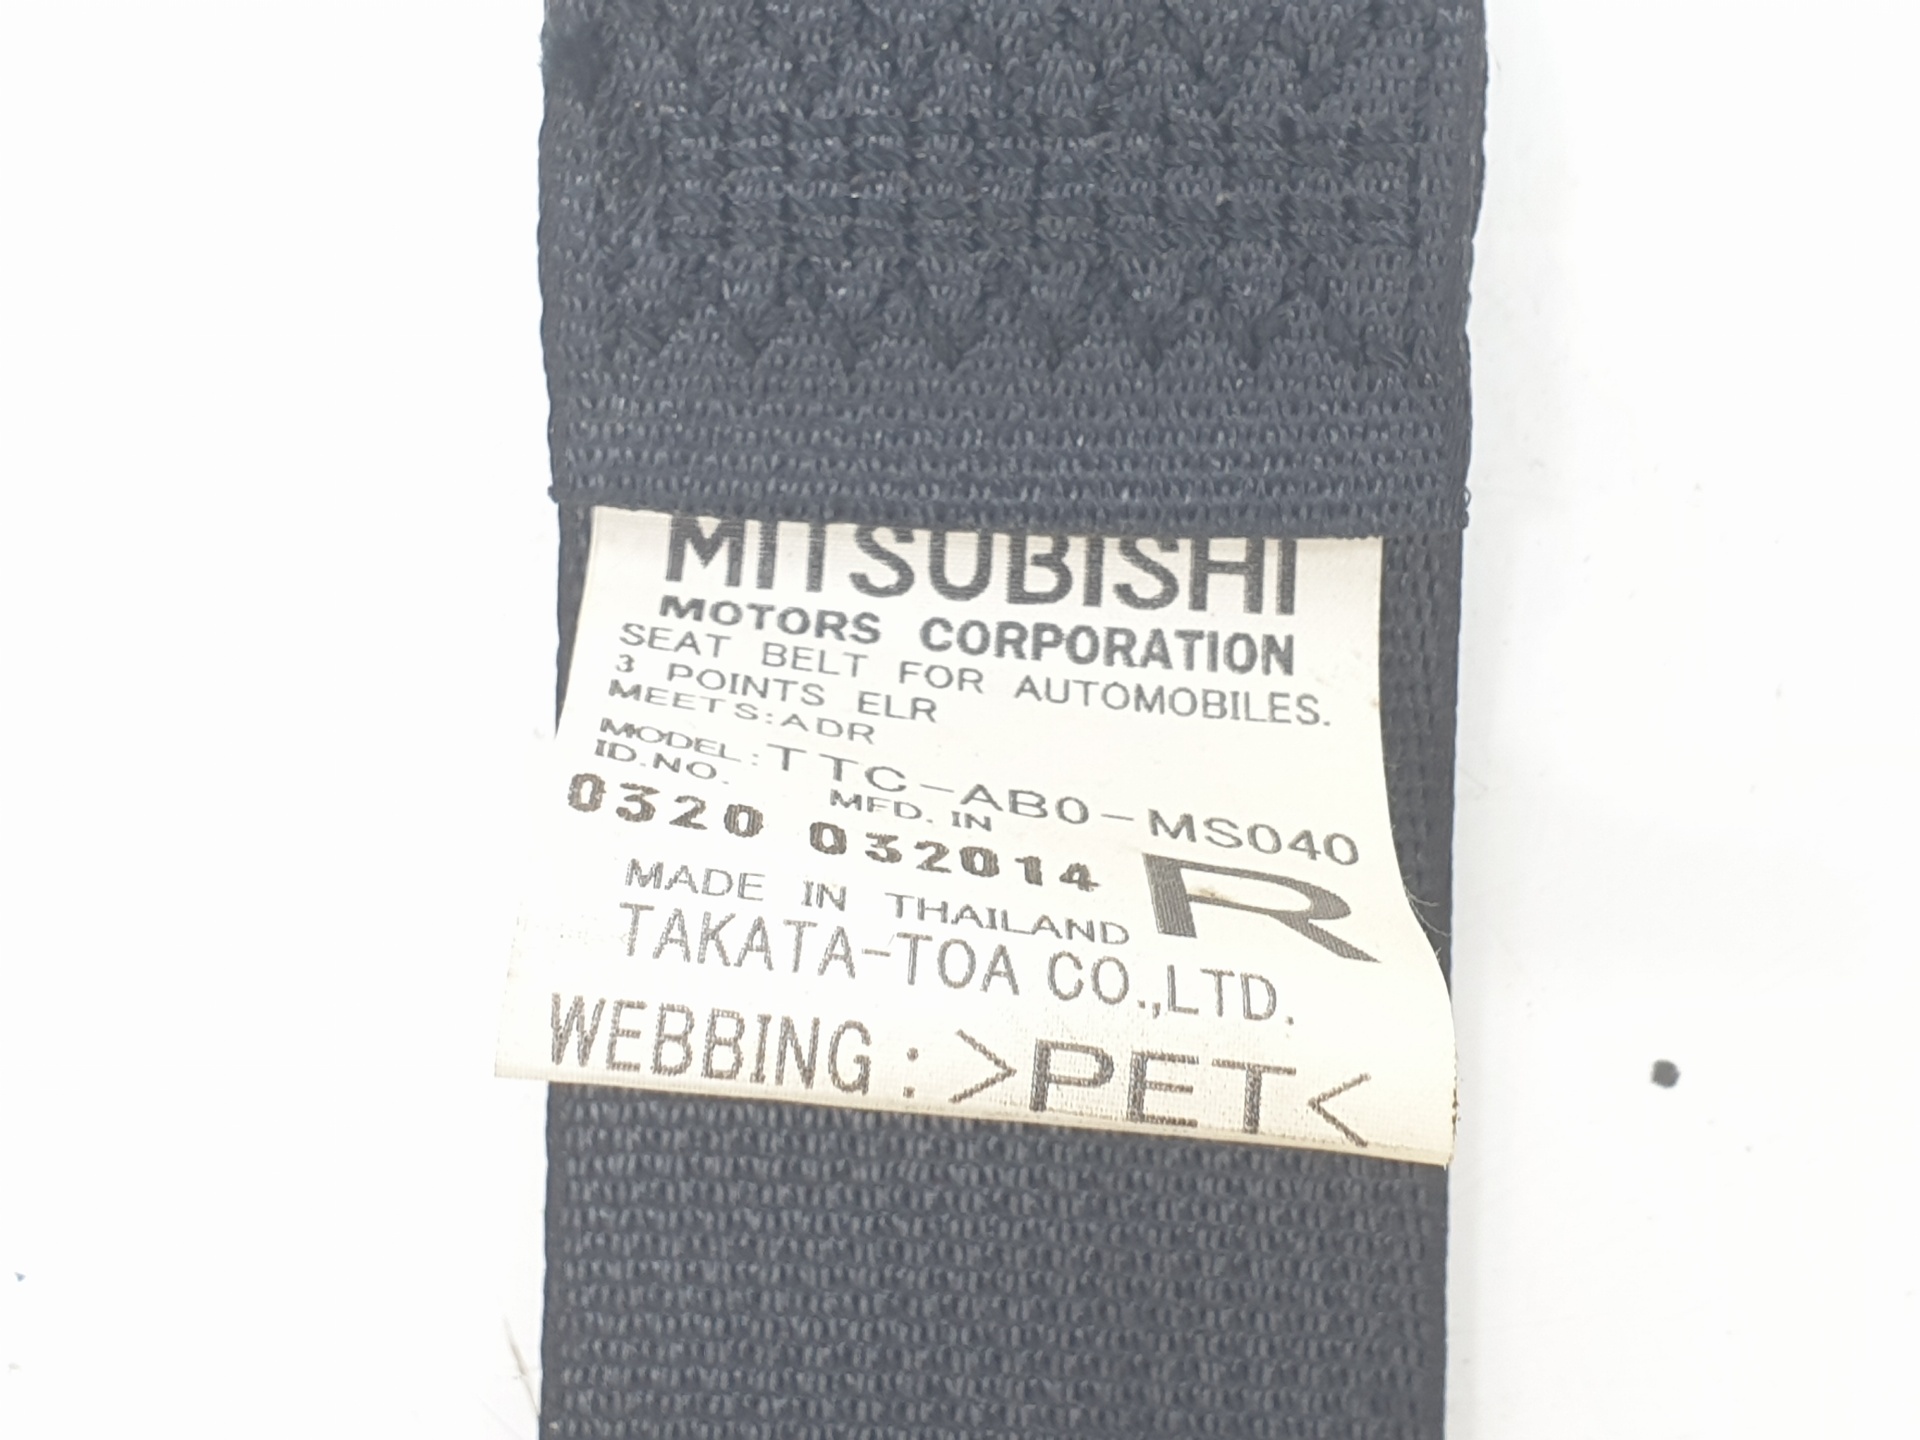 MITSUBISHI
MOTORS CORPORATION
SEAT BELT FOR AUTOMOBILES.
3 POINTS ELR
MEETS:ADR
MODEL:TTC-AB0-MS040
ID.NO. MFD. IN
0320 032014 R
MADE IN THAILAND
TAKATA-TOA CO.,LTD.
WEBBING : >PET<